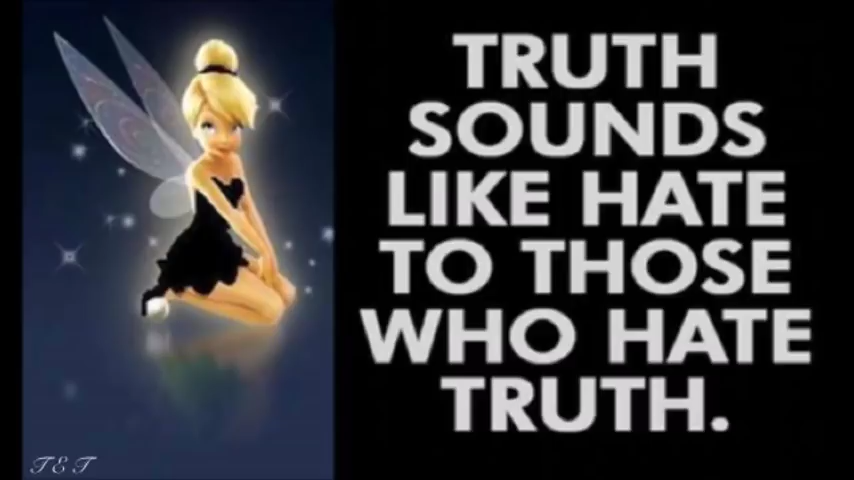 TRUTH
SOUNDS
LIKE HATE
TO THOSE
WHO HATE
TRUTH.
T&T